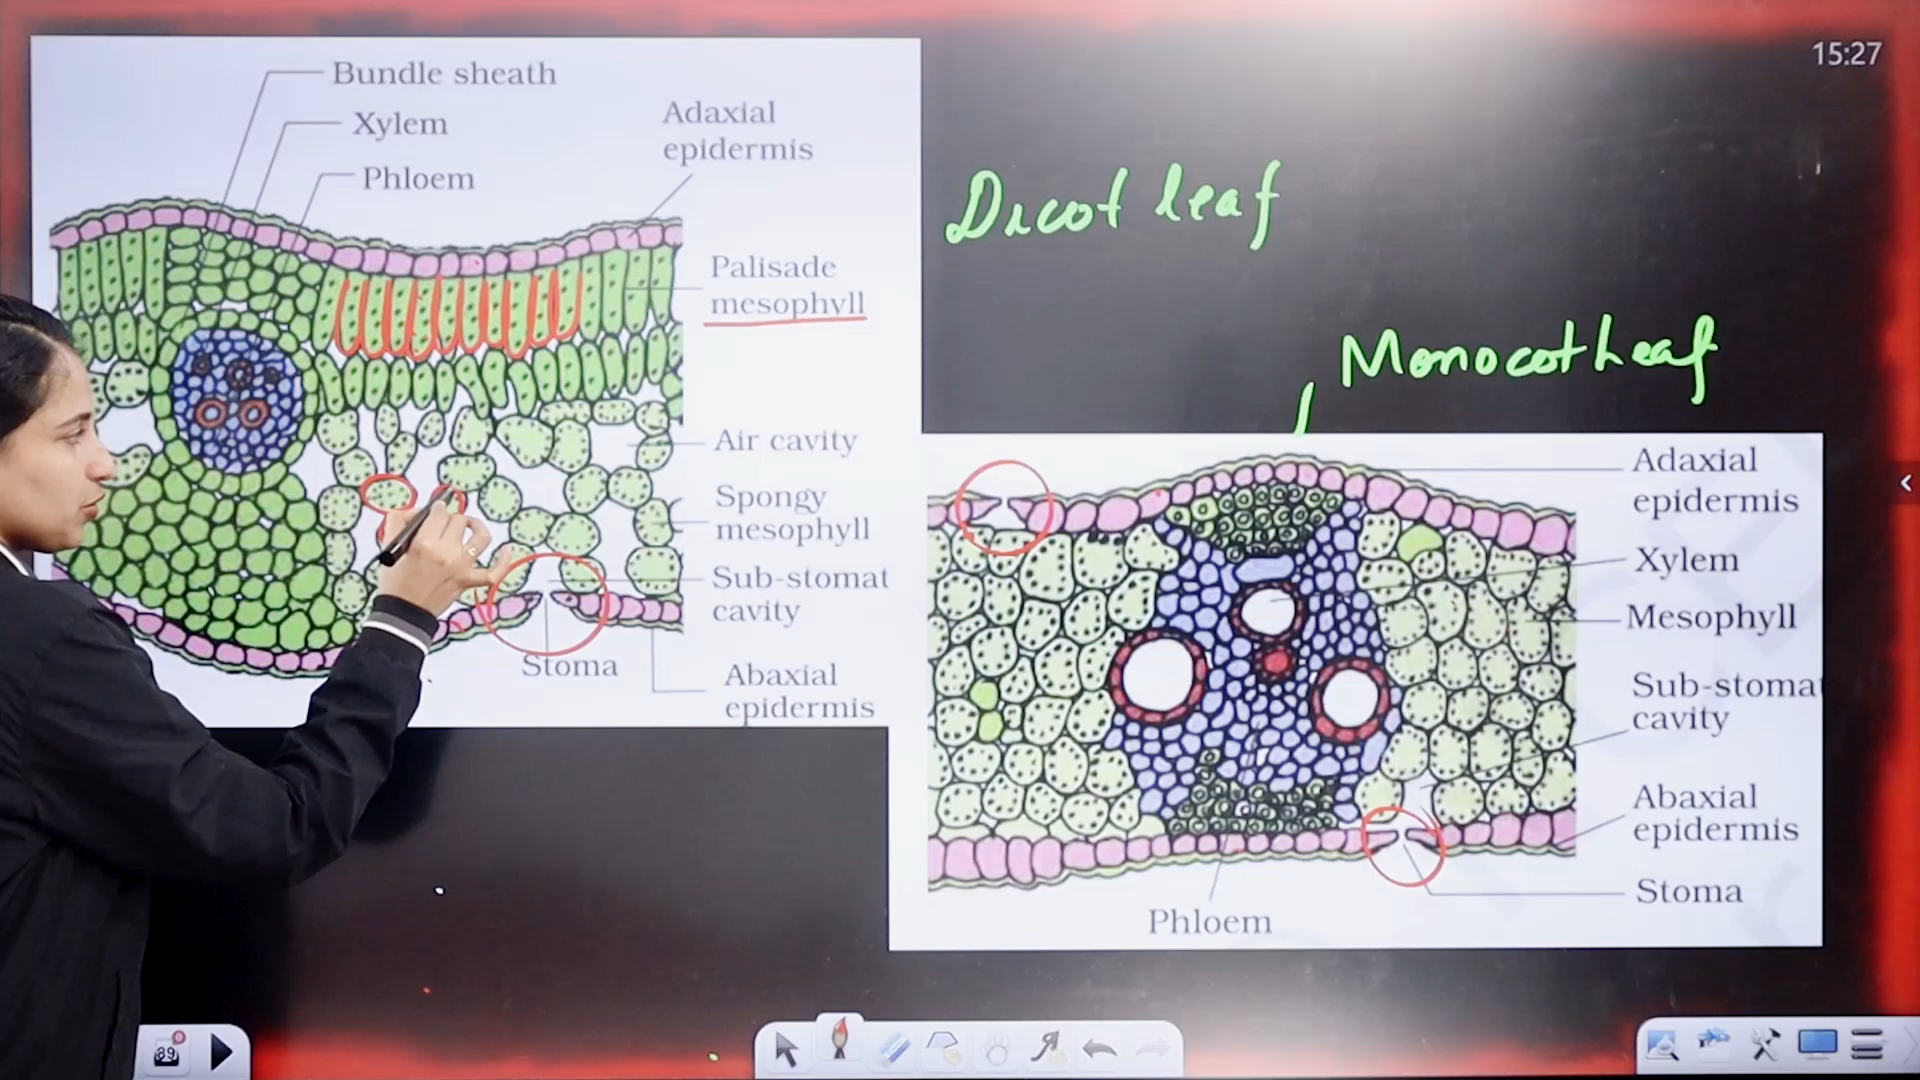 15:27
Bundle sheath
Xylem
Phloem
Adaxial
epidermis
Palisade
mesophyll
Air cavity
Spongy
mesophyll
Sub-stomat
cavity
Stoma
Abaxial
epidermis
Dicot leaf
Monocot Leaf
Adaxial
epidermis
Xylem
Mesophyll
Sub-stomat
cavity
Abaxial
epidermis
Stoma
Phloem
89